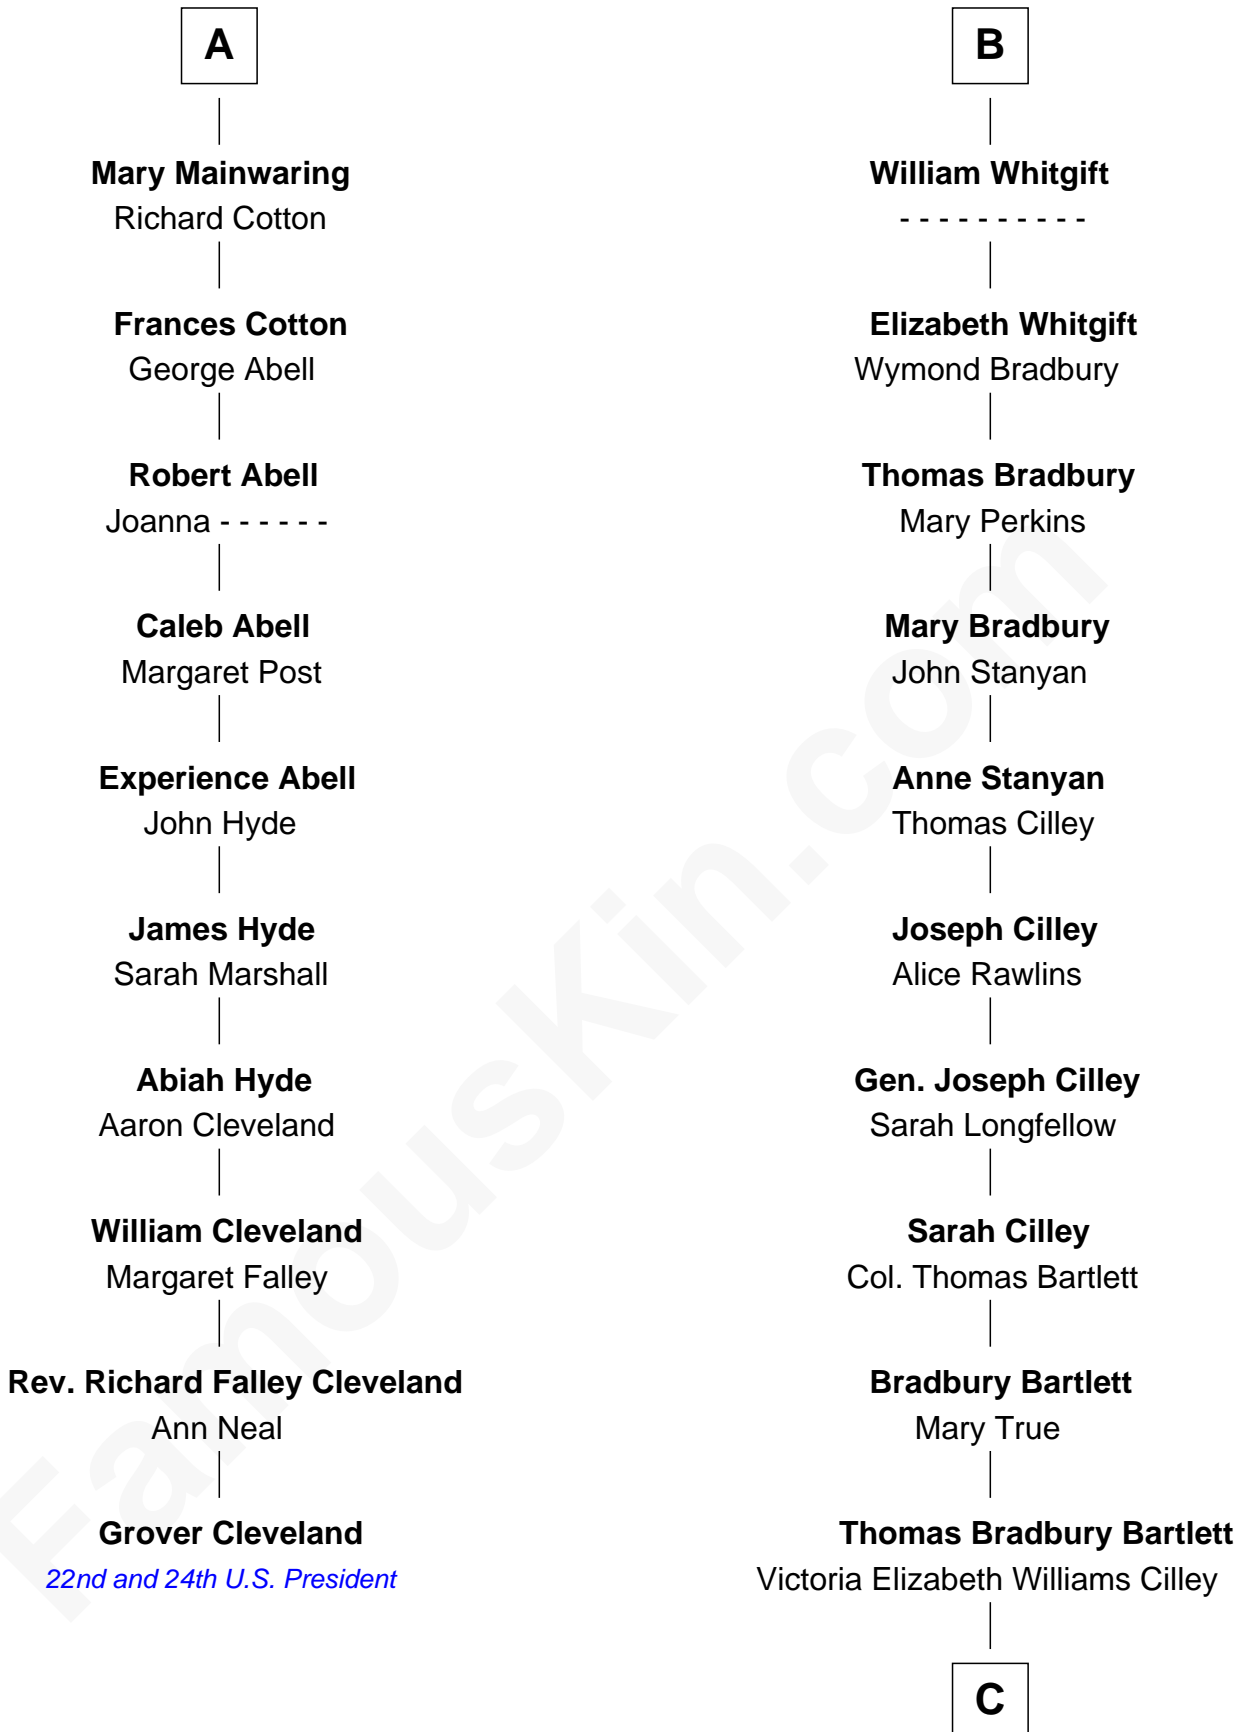 A
Mary Mainwaring
Richard Cotton
Frances Cotton
George Abell
Robert Abell
Joanna - - - - - -
Caleb Abell
Margaret Post
Experience Abell
John Hyde
James Hyde
Sarah Marshall
Abiah Hyde
Aaron Cleveland
William Cleveland
Margaret Falley
Rev. Richard Falley Cleveland
Ann Neal
Grover Cleveland
22nd and 24th U.S. President
B
William Whitgift
- - - - - - - - - -
Elizabeth Whitgift
Wymond Bradbury
Thomas Bradbury
Mary Perkins
Mary Bradbury
John Stanyan
Anne Stanyan
Thomas Cilley
Joseph Cilley
Alice Rawlins
Gen. Joseph Cilley
Sarah Longfellow
Sarah Cilley
Col. Thomas Bartlett
Bradbury Bartlett
Mary True
Thomas Bradbury Bartlett
Victoria Elizabeth Williams Cilley
C
FamousKin.com